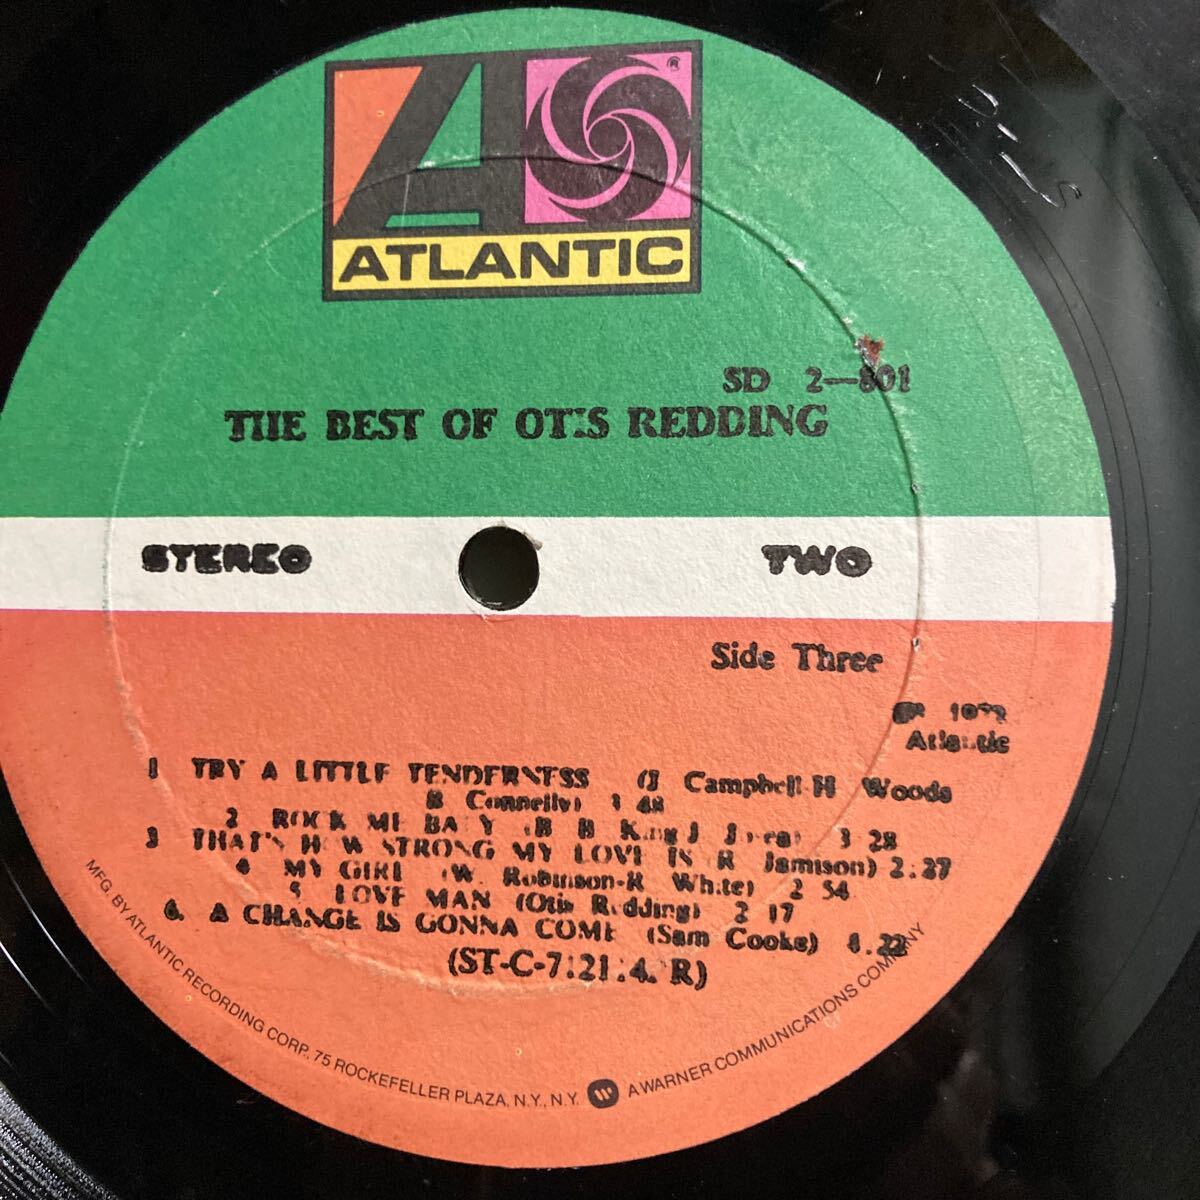 ATLANTIC
®
SD 2—801
THE BEST OF OTIS REDDING
STEREO
TWO
Side Three
℗ 1972
Atlantic
1 TRY A LITTLE TENDERNESS (J Campbell-H Woods
B Connelly) 3 48
2 ROCK ME BABY (B B King J 3 28
3 THAT'S HOW STRONG MY LOVE IS (R Jamison) 2:27
4 MY GIRL (W. Robinson-R White) 2 54
5 LOVE MAN (Otis Redding) 2 17
6. A CHANGE IS GONNA COME (Sam Cooke) 4.22
MFG. BY ATLANTIC RECORDING CORP., 75 ROCKEFELLER PLAZA, N.Y., N.Y. A WARNER COMMUNICATIONS COMPANY